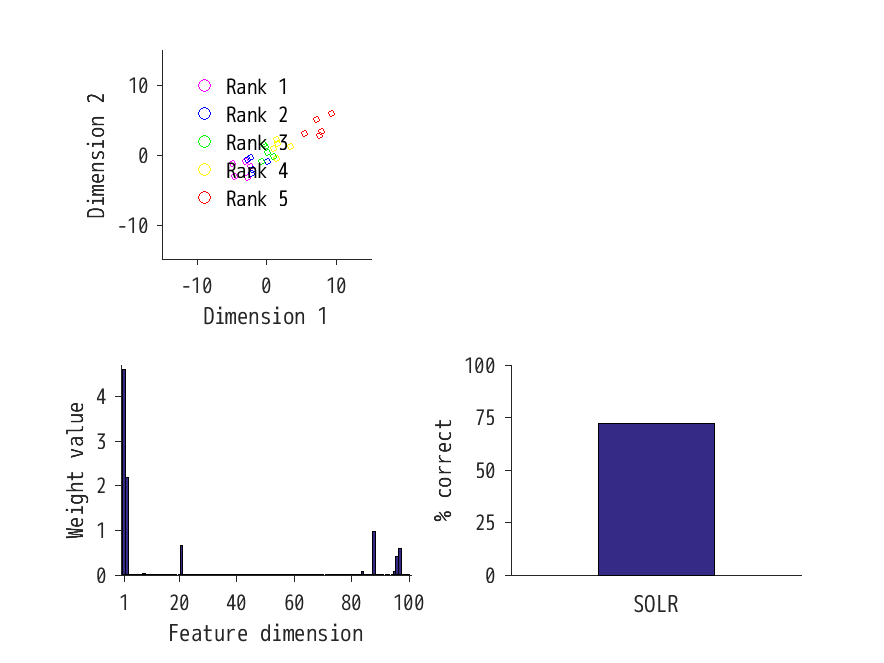 Dimension 2
10
0
-10
Rank 1
Rank 2
Rank 3
Rank 4
Rank 5
-10 0 10
Dimension 1
Weight value
4
3
2
1
0
1 20 40 60 80 100
Feature dimension
% correct
100
75
50
25
0
SOLR